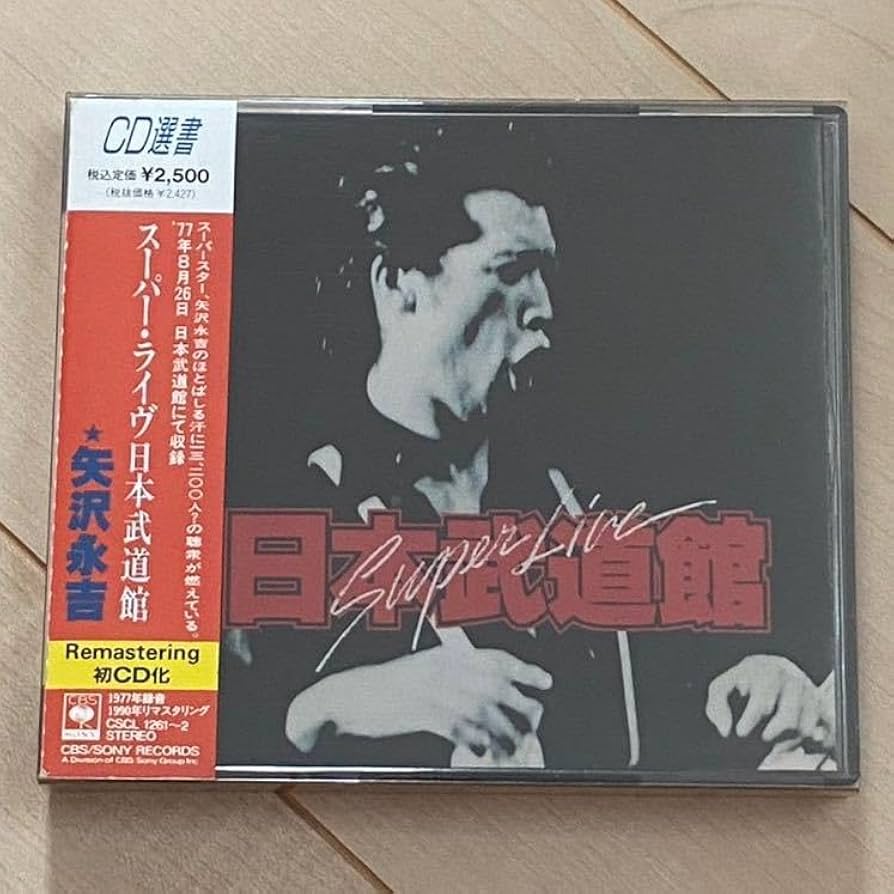 CD選書
税込定価 ¥2,500
(税抜価格 ¥2,427)
スーパースター、矢沢永吉のほとばしる汗に一三、二〇〇人?の聴衆が燃えている。
'77年8月26日 日本武道館にて収録
スーパー・ライヴ日本武道館
★矢沢永吉
Remastering
初CD化
CBS
SONY
1977年録音
1990年リマスタリング
CSCL 1261~2
STEREO
CBS/SONY RECORDS
A Division of CBS Sony Group Inc
日本武道館
Super Live